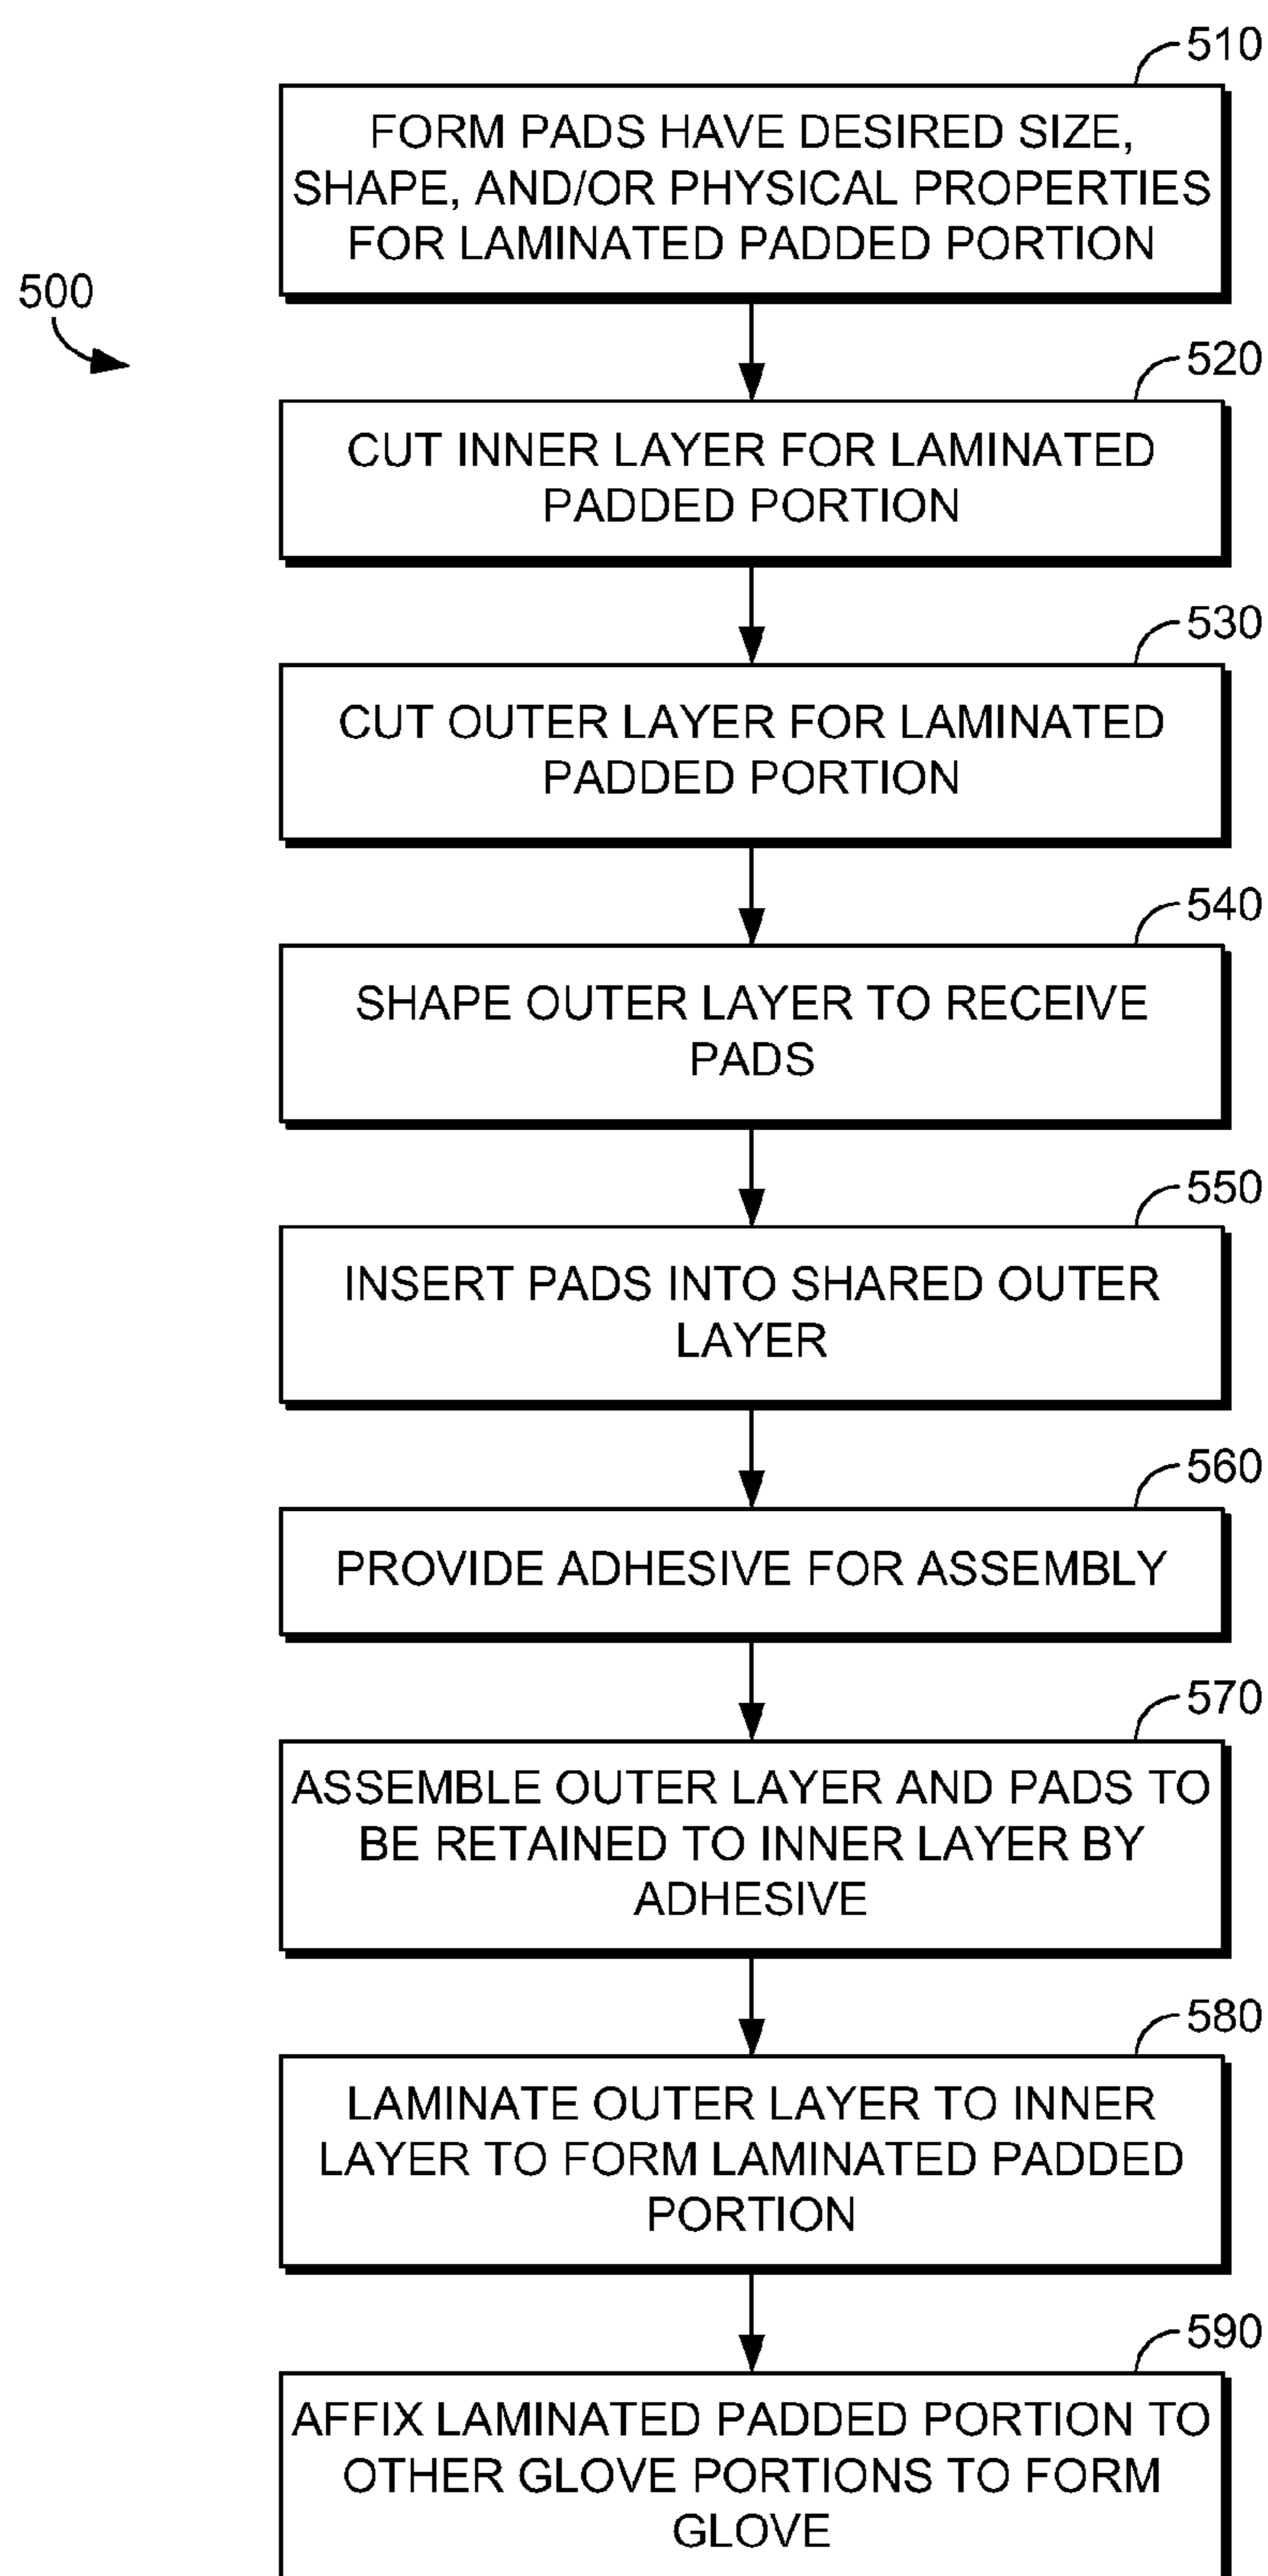 510
FORM PADS HAVE DESIRED SIZE,
SHAPE, AND/OR PHYSICAL PROPERTIES
FOR LAMINATED PADDED PORTION
500
520
CUT INNER LAYER FOR LAMINATED
PADDED PORTION
530
CUT OUTER LAYER FOR LAMINATED
PADDED PORTION
540
SHAPE OUTER LAYER TO RECEIVE
PADS
550
INSERT PADS INTO SHARED OUTER
LAYER
560
PROVIDE ADHESIVE FOR ASSEMBLY
570
ASSEMBLE OUTER LAYER AND PADS TO
BE RETAINED TO INNER LAYER BY
ADHESIVE
580
LAMINATE OUTER LAYER TO INNER
LAYER TO FORM LAMINATED PADDED
PORTION
590
AFFIX LAMINATED PADDED PORTION TO
OTHER GLOVE PORTIONS TO FORM
GLOVE